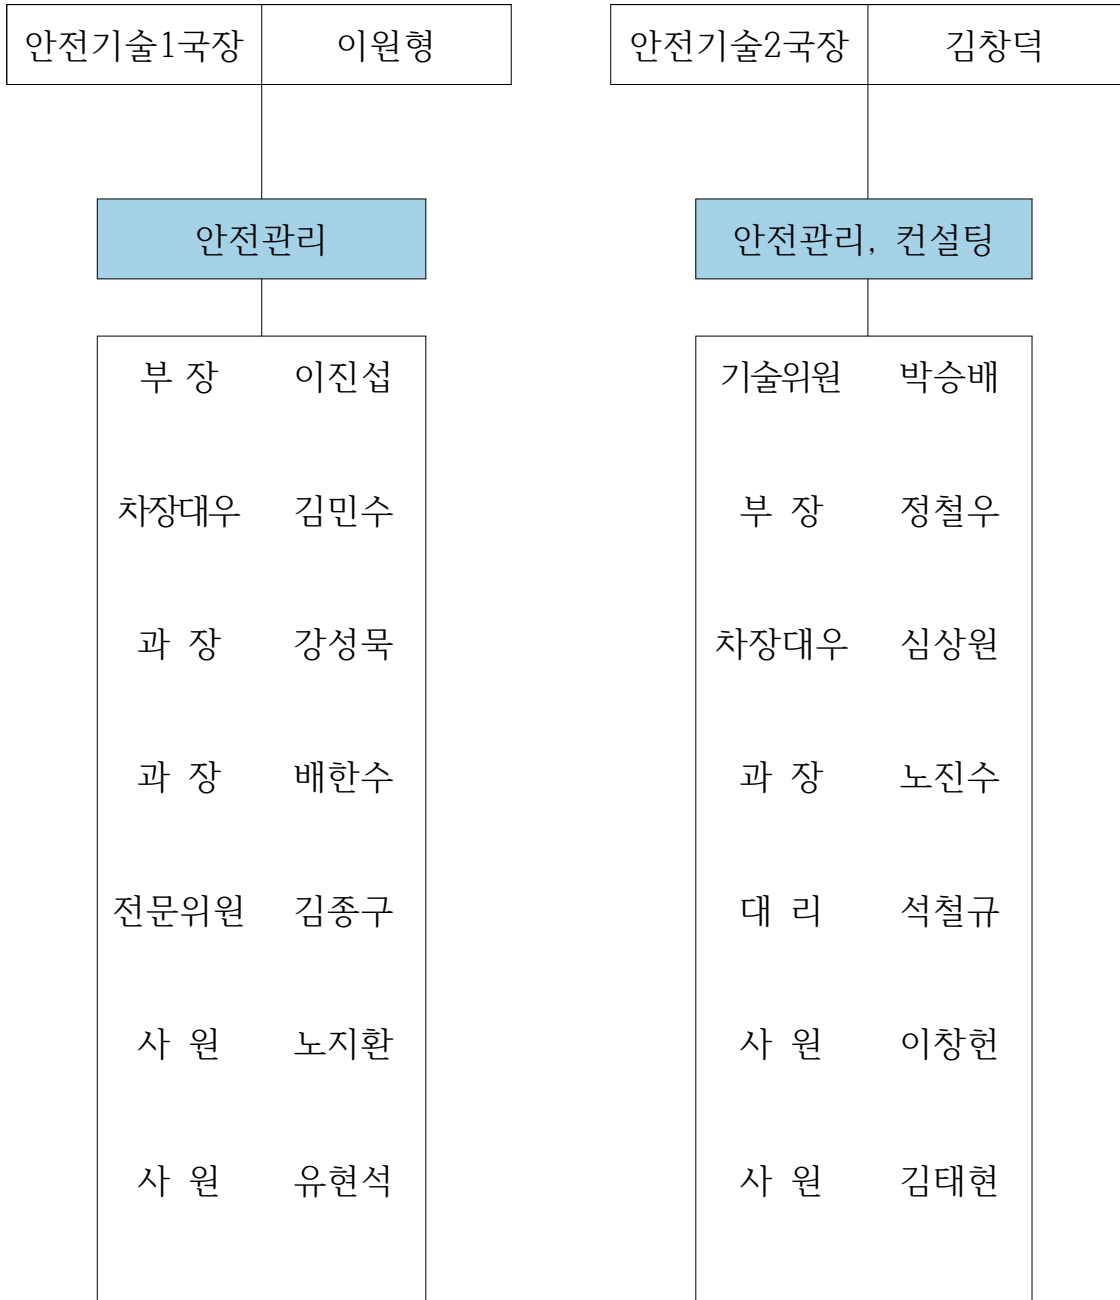 안전기술1국장 이원형
안전관리
부 장 이진섭
차장대우 김민수
과 장 강성묵
과 장 배한수
전문위원 김종구
사 원 노지환
사 원 유현석
안전기술2국장 김창덕
안전관리, 컨설팅
기술위원 박승배
부 장 정철우
차장대우 심상원
과 장 노진수
대 리 석철규
사 원 이창헌
사 원 김태현